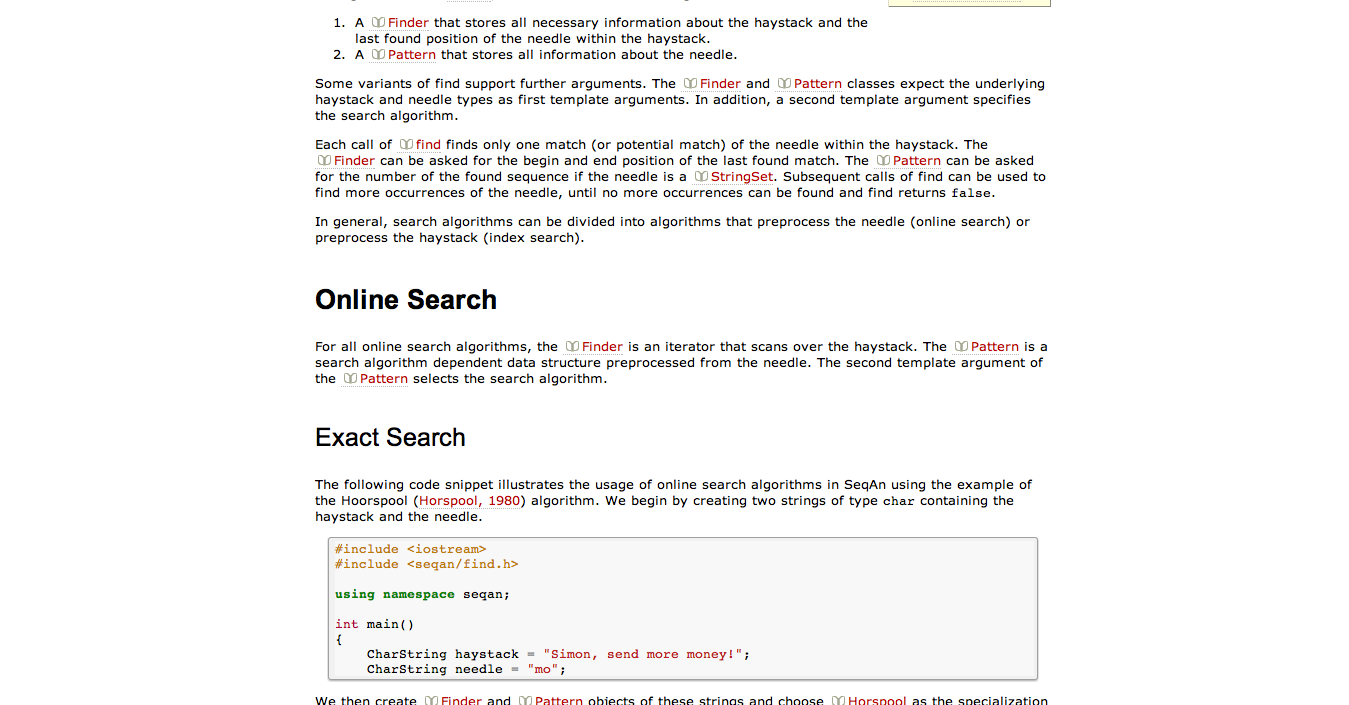 1. A Finder that stores all necessary information about the haystack and the
last found position of the needle within the haystack.
2. A Pattern that stores all information about the needle.
Some variants of find support further arguments. The Finder and Pattern classes expect the underlying
haystack and needle types as first template arguments. In addition, a second template argument specifies
the search algorithm.
Each call of find finds only one match (or potential match) of the needle within the haystack. The
Finder can be asked for the begin and end position of the last found match. The Pattern can be asked
for the number of the found sequence if the needle is a StringSet. Subsequent calls of find can be used to
find more occurrences of the needle, until no more occurrences can be found and find returns false.
In general, search algorithms can be divided into algorithms that preprocess the needle (online search) or
preprocess the haystack (index search).
Online Search
For all online search algorithms, the Finder is an iterator that scans over the haystack. The Pattern is a
search algorithm dependent data structure preprocessed from the needle. The second template argument of
the Pattern selects the search algorithm.
Exact Search
The following code snippet illustrates the usage of online search algorithms in SeqAn using the example of
the Hoorspool (Horspool, 1980) algorithm. We begin by creating two strings of type char containing the
haystack and the needle.
#include <iostream>
#include <seqan/find.h>
using namespace seqan;
int main()
{
CharString haystack = "Simon, send more money!";
CharString needle = "mo";
We then create Finder and Pattern objects of these strings and choose Horspool as the specialization